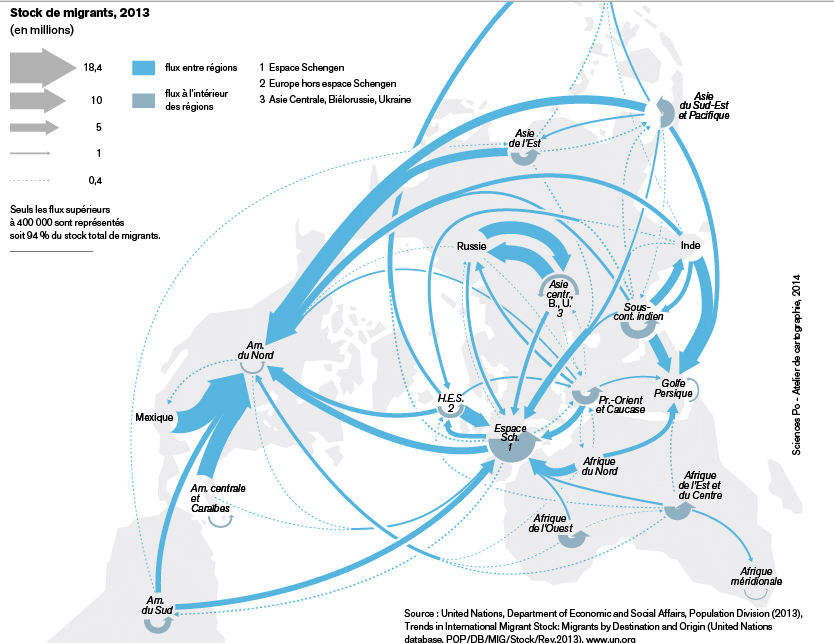 Stock de migrants, 2013
(en millions)
18,4
10
5
1
0,4
flux entre régions
flux à l'intérieur
des régions
1 Espace Schengen
2 Europe hors espace Schengen
3 Asie Centrale, Biélorussie, Ukraine
Seuls les flux supérieurs
à 400 000 sont représentés
soit 94 % du stock total de migrants.
Asie
du Sud-Est
et Pacifique
Asie
de l'Est
Russie
Inde
Asie
centr.,
B., U.
3
Sous-
cont. indien
Am.
du Nord
Golfe
Persique
Pr.-Orient
et Caucase
H.E.S.
2
Mexique
Espace
Sch.
1
Afrique
du Nord
Am. centrale
et
Caraïbes
Afrique
de l'Est et
du Centre
Afrique
de l'Ouest
Afrique
méridionale
Am.
du Sud
Sciences Po - Atelier de cartographie, 2014
Source : United Nations, Department of Economic and Social Affairs, Population Division (2013),
Trends in International Migrant Stock: Migrants by Destination and Origin (United Nations
database, POP/DB/MIG/Stock/Rev.2013), www.un.org